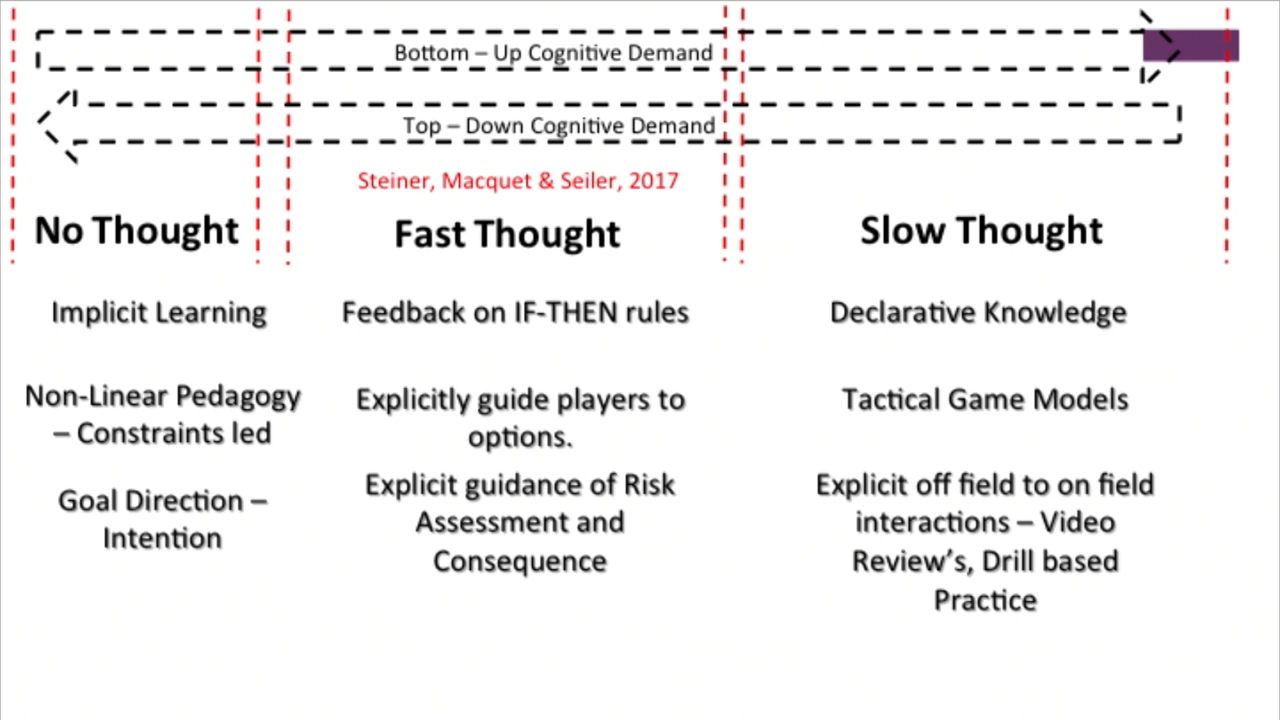 Bottom – Up Cognitive Demand
Top – Down Cognitive Demand
Steiner, Macquet & Seiler, 2017
No Thought
Implicit Learning
Non-Linear Pedagogy
– Constraints led
Goal Direction –
Intention
Fast Thought
Feedback on IF-THEN rules
Explicitly guide players to
options.
Explicit guidance of Risk
Assessment and
Consequence
Slow Thought
Declarative Knowledge
Tactical Game Models
Explicit off field to on field
interactions – Video
Review’s, Drill based
Practice